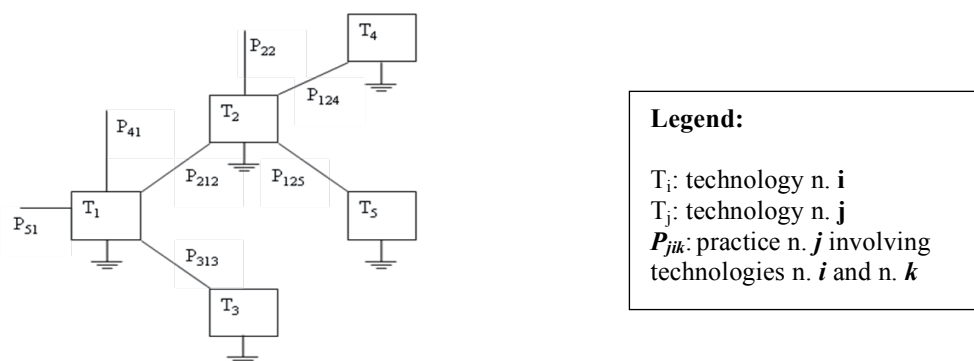 T4
P22
P124
T2
P41
P212
P125
T1
T5
P51
P313
T3
Legend:
Ti: technology n. i
Tj: technology n. j
Pjik: practice n. j involving
technologies n. i and n. k